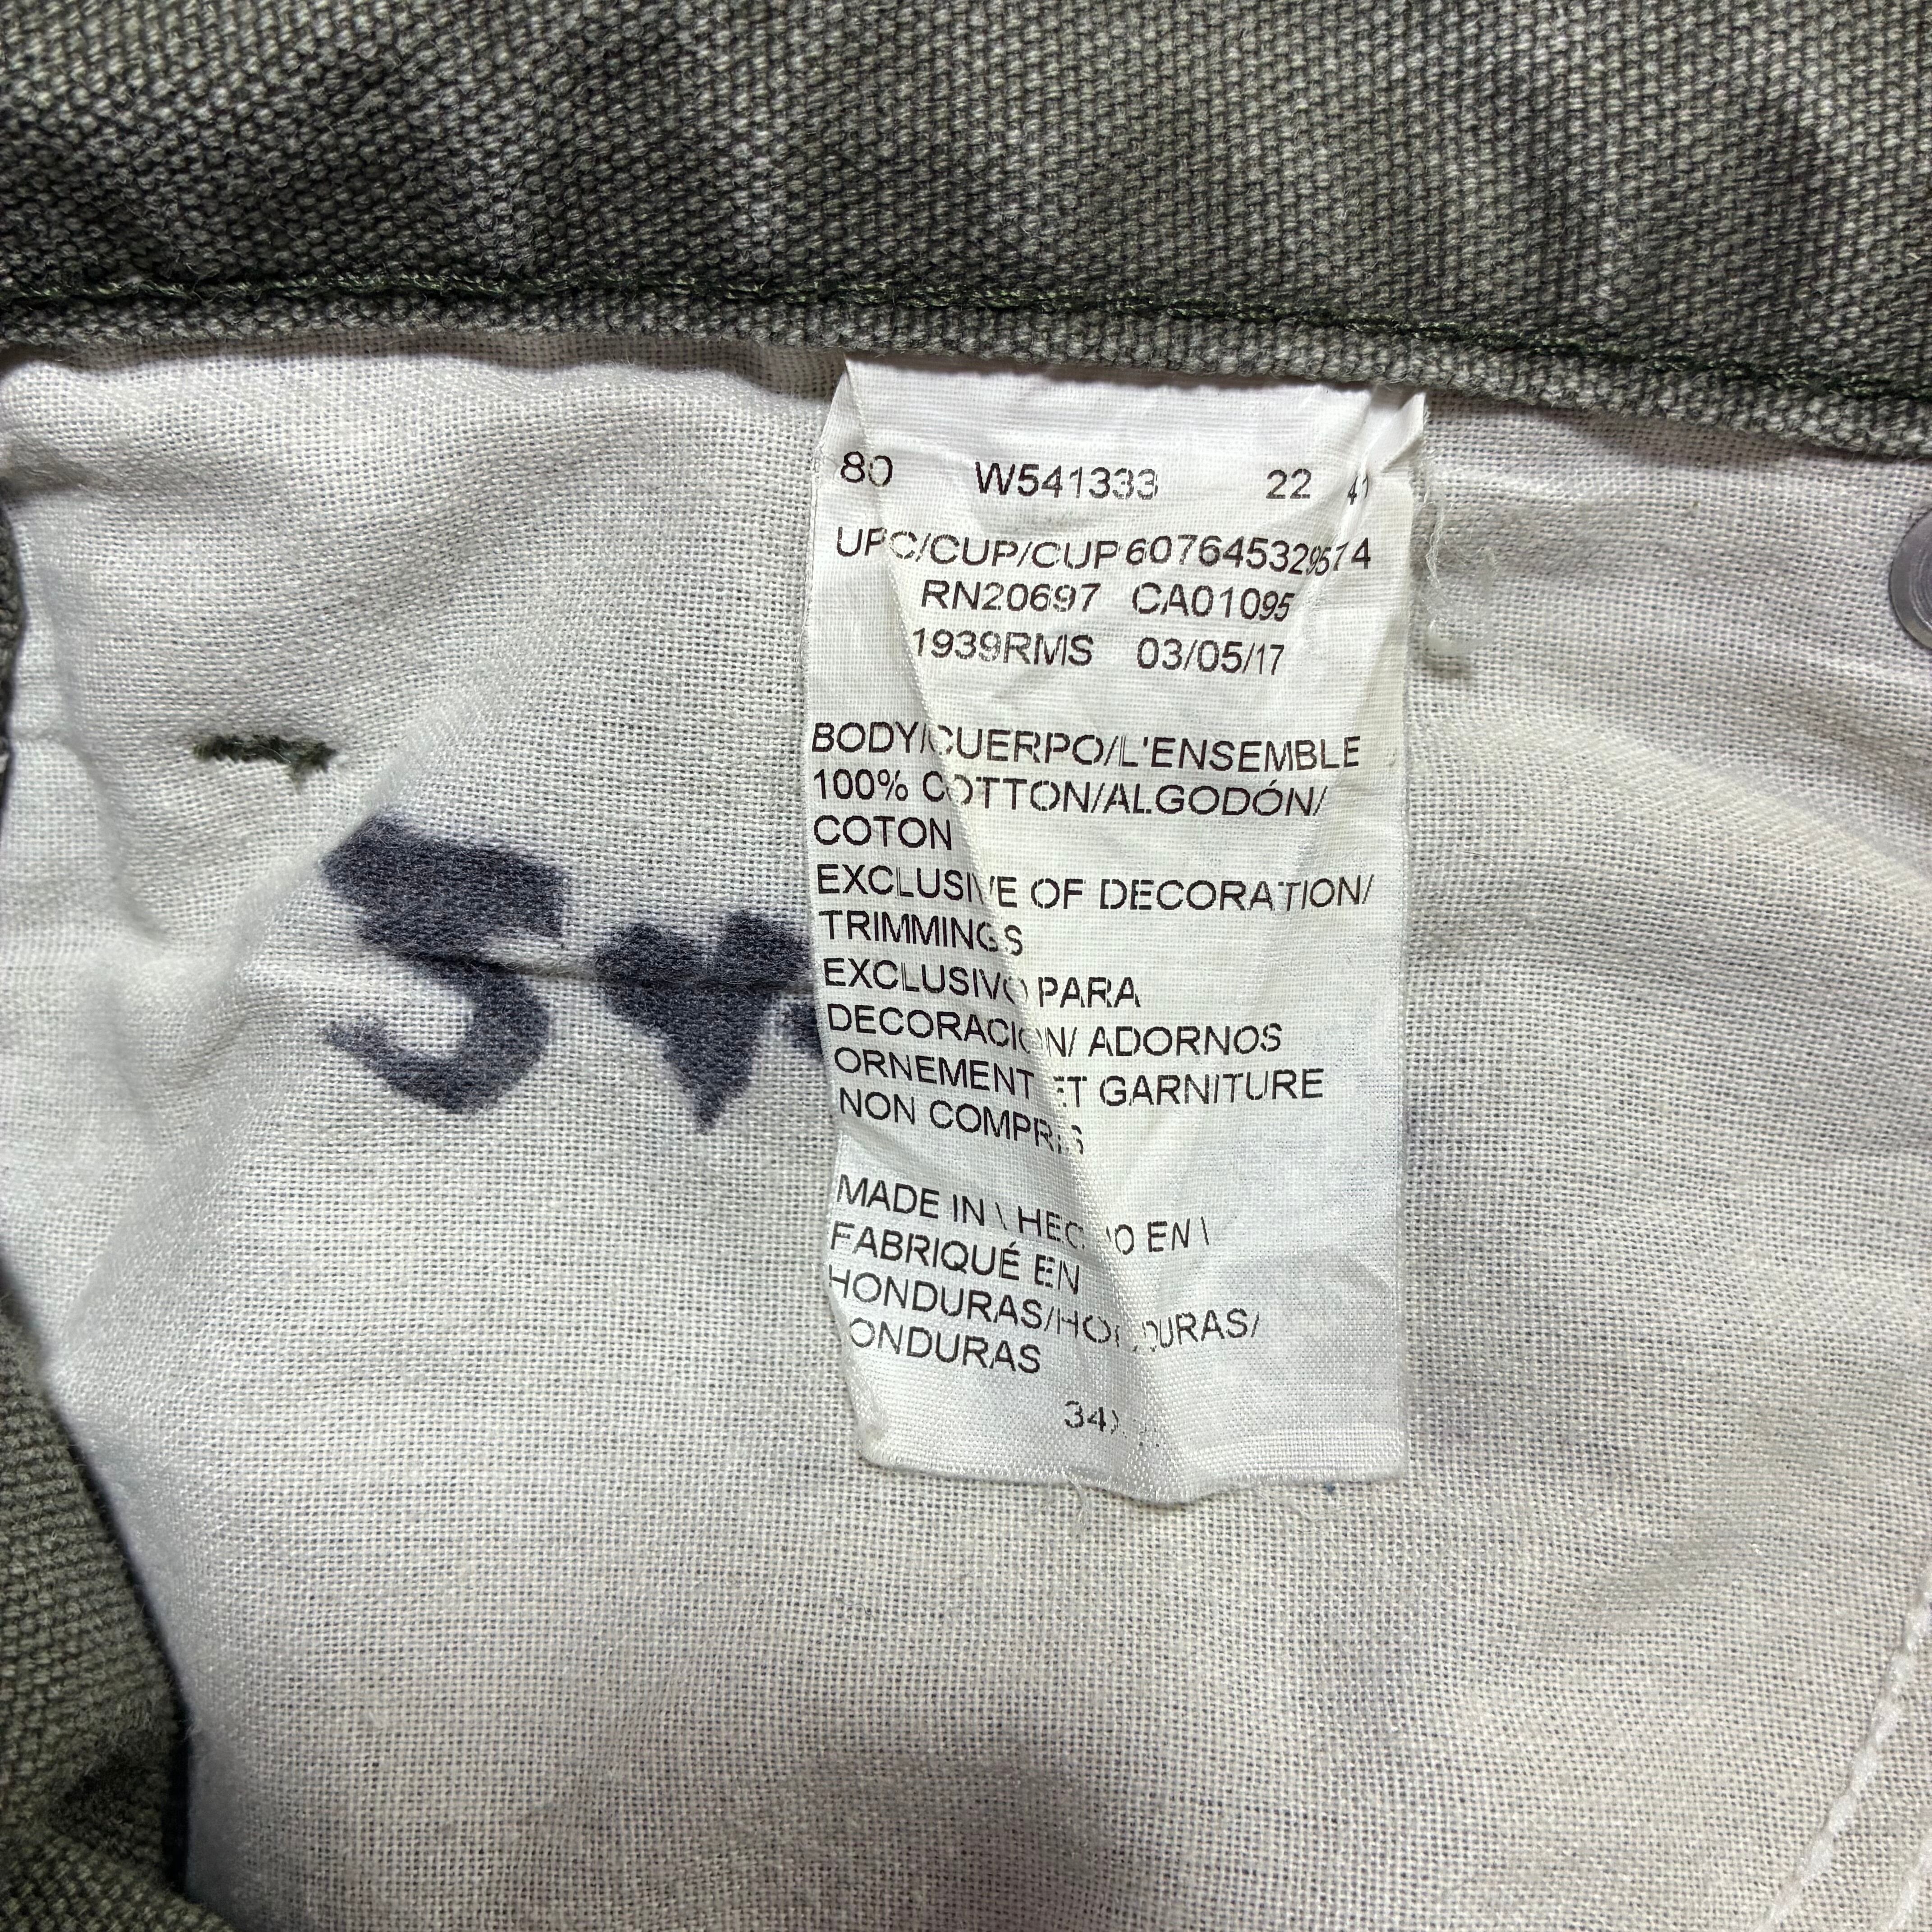 80 W541333 22 41
UPC/CUP/CUP 607645329574
RN20697 CA01095
1939RMS 03/05/17
BODY/CUERPO/L'ENSEMBLE
100% COTTON/ALGODÓN/
COTON
EXCLUSIVE OF DECORATION/
TRIMMINGS
EXCLUSIVO PARA
DECORACION/ ADORNOS
ORNEMENT ET GARNITURE
NON COMPRIS
MADE IN \ HECHO EN \
FABRIQUÉ EN
HONDURAS/HONDURAS/
HONDURAS